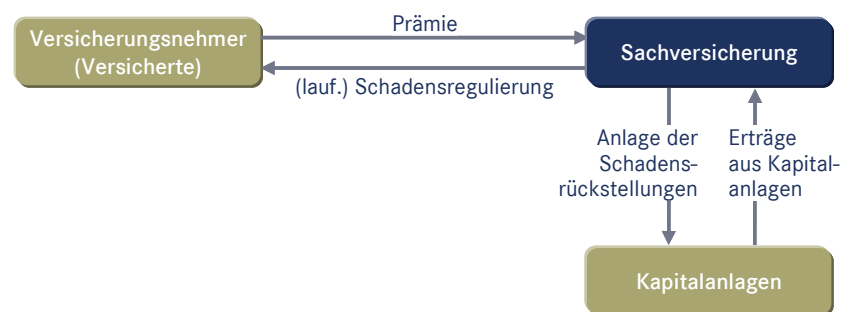 Versicherungsnehmer
(Versicherte)
Prämie
(lauf.) Schadensregulierung
Sachversicherung
Anlage der
Schadens-
rückstellungen
Erträge
aus Kapital-
anlagen
Kapitalanlagen